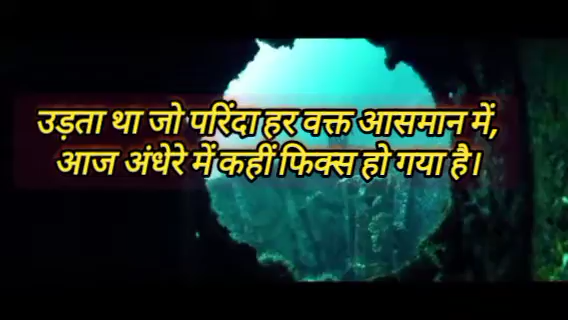 उड़ता था जो परिंदा हर वक्त आसमान में,
आज अंधेरे में कहीं फिक्स हो गया है।